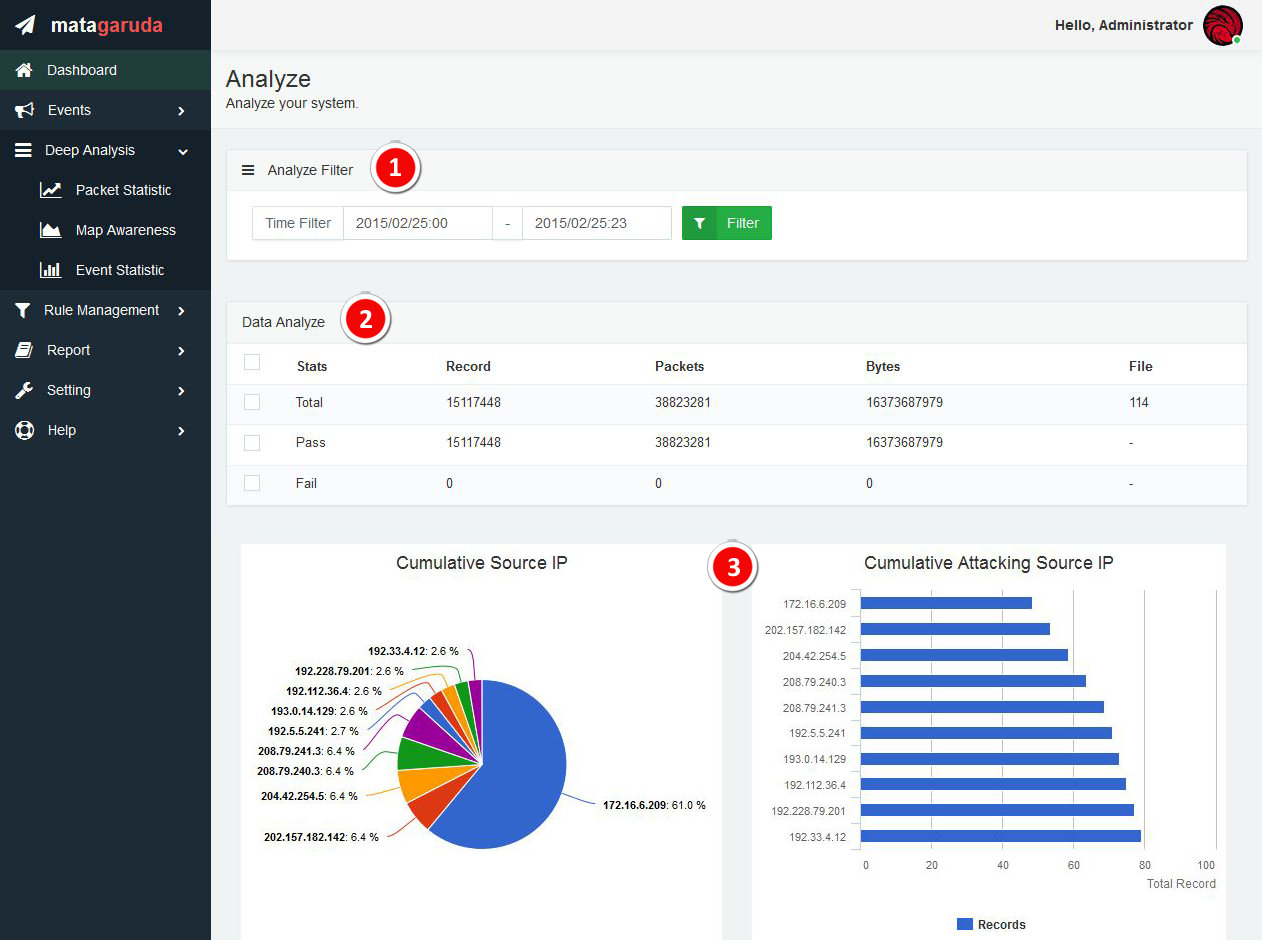 matagaruda
Hello, Administrator
Dashboard
Events
Deep Analysis
Packet Statistic
Map Awareness
Event Statistic
Rule Management
Report
Setting
Help
Analyze
Analyze your system.
Analyze Filter
1
Time Filter 2015/02/25:00 - 2015/02/25:23 Filter
Data Analyze
2
Stats Record Packets Bytes File
Total 15117448 38823281 16373687979 114
Pass 15117448 38823281 16373687979 -
Fail 0 0 0 -
3
Cumulative Source IP
192.33.4.12: 2.6 %
192.228.79.201: 2.6 %
192.112.36.4: 2.6 %
193.0.14.129: 2.6 %
192.5.5.241: 2.7 %
208.79.241.3: 6.4 %
208.79.240.3: 6.4 %
204.42.254.5: 6.4 %
202.157.182.142: 6.4 %
172.16.6.209: 61.0 %
Cumulative Attacking Source IP
172.16.6.209
202.157.182.142
204.42.254.5
208.79.240.3
208.79.241.3
192.5.5.241
193.0.14.129
192.112.36.4
192.228.79.201
192.33.4.12
0 20 40 60 80 100
Total Record
Records